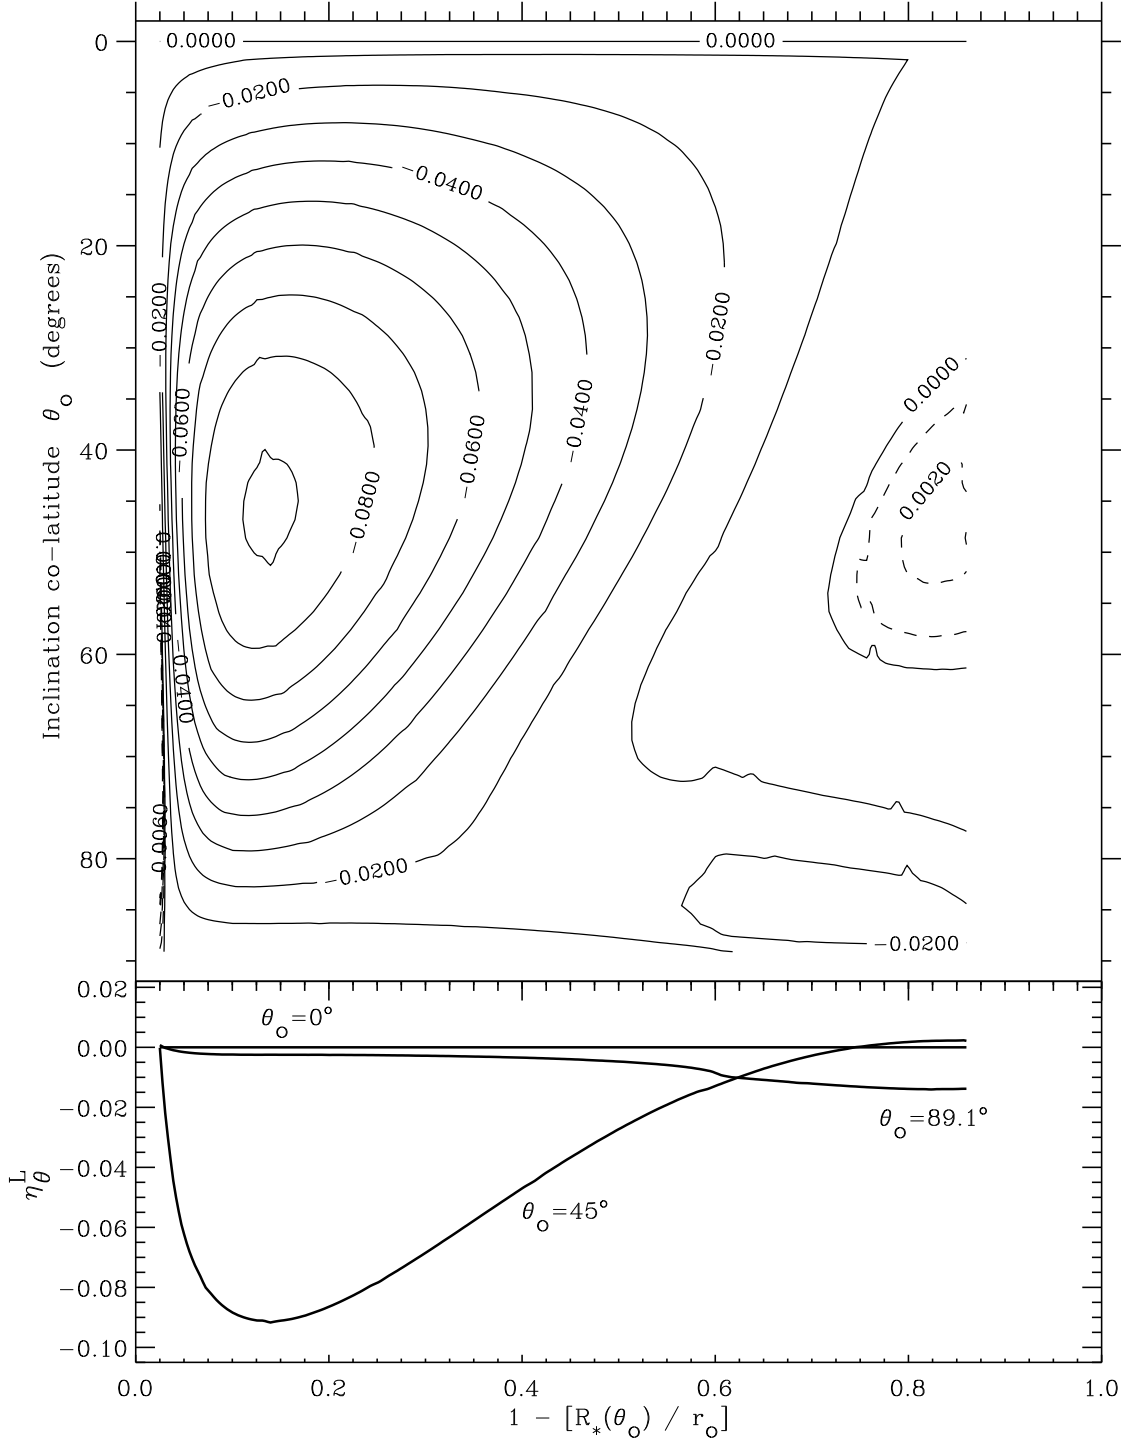 0 0.0000 0.0000
−0.0200
−0.0400
20
−0.0200 −0.0200
0.0000
−0.0600 −0.0400
40 −0.0600 0.0020
−0.0800
60
−0.0400
0.0060
80 −0.0200
−0.0200
Inclination co−latitude θo (degrees)
0.02
θo=0°
0.00
−0.02 θo=89.1°
−0.04
−0.06 θo=45°
−0.08
−0.10
ηθL
0.0 0.2 0.4 0.6 0.8 1.0
1 − [R*(θo) / ro]